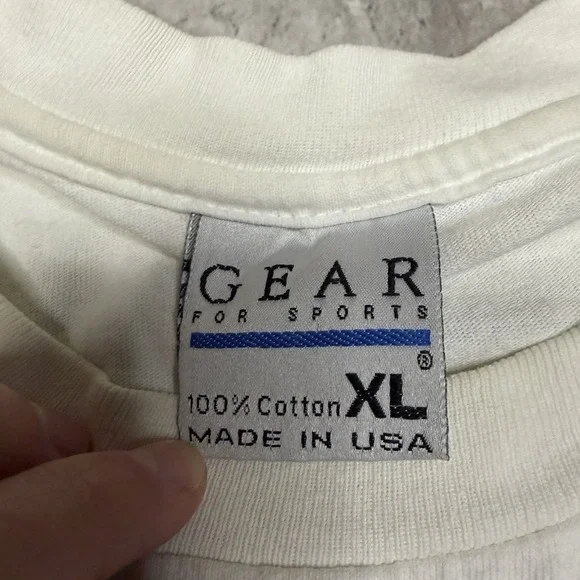 GEAR
FOR SPORTS
®
100% Cotton XL
MADE IN USA